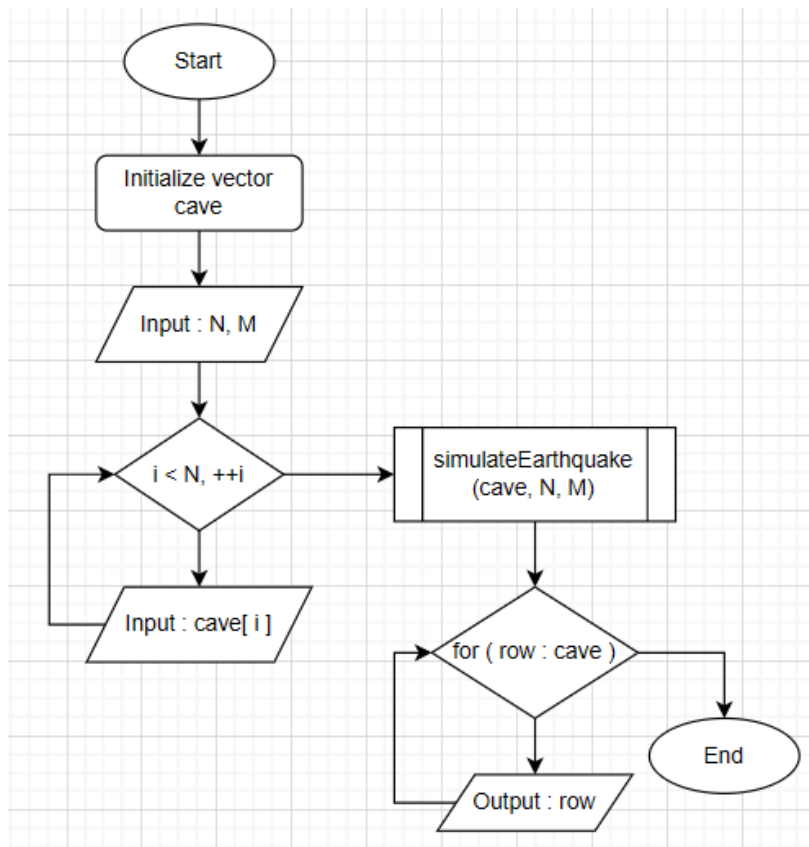 Start
Initialize vector
cave
Input : N, M
i < N, ++i
Input : cave[ i ]
simulateEarthquake
(cave, N, M)
for ( row : cave )
Output : row
End